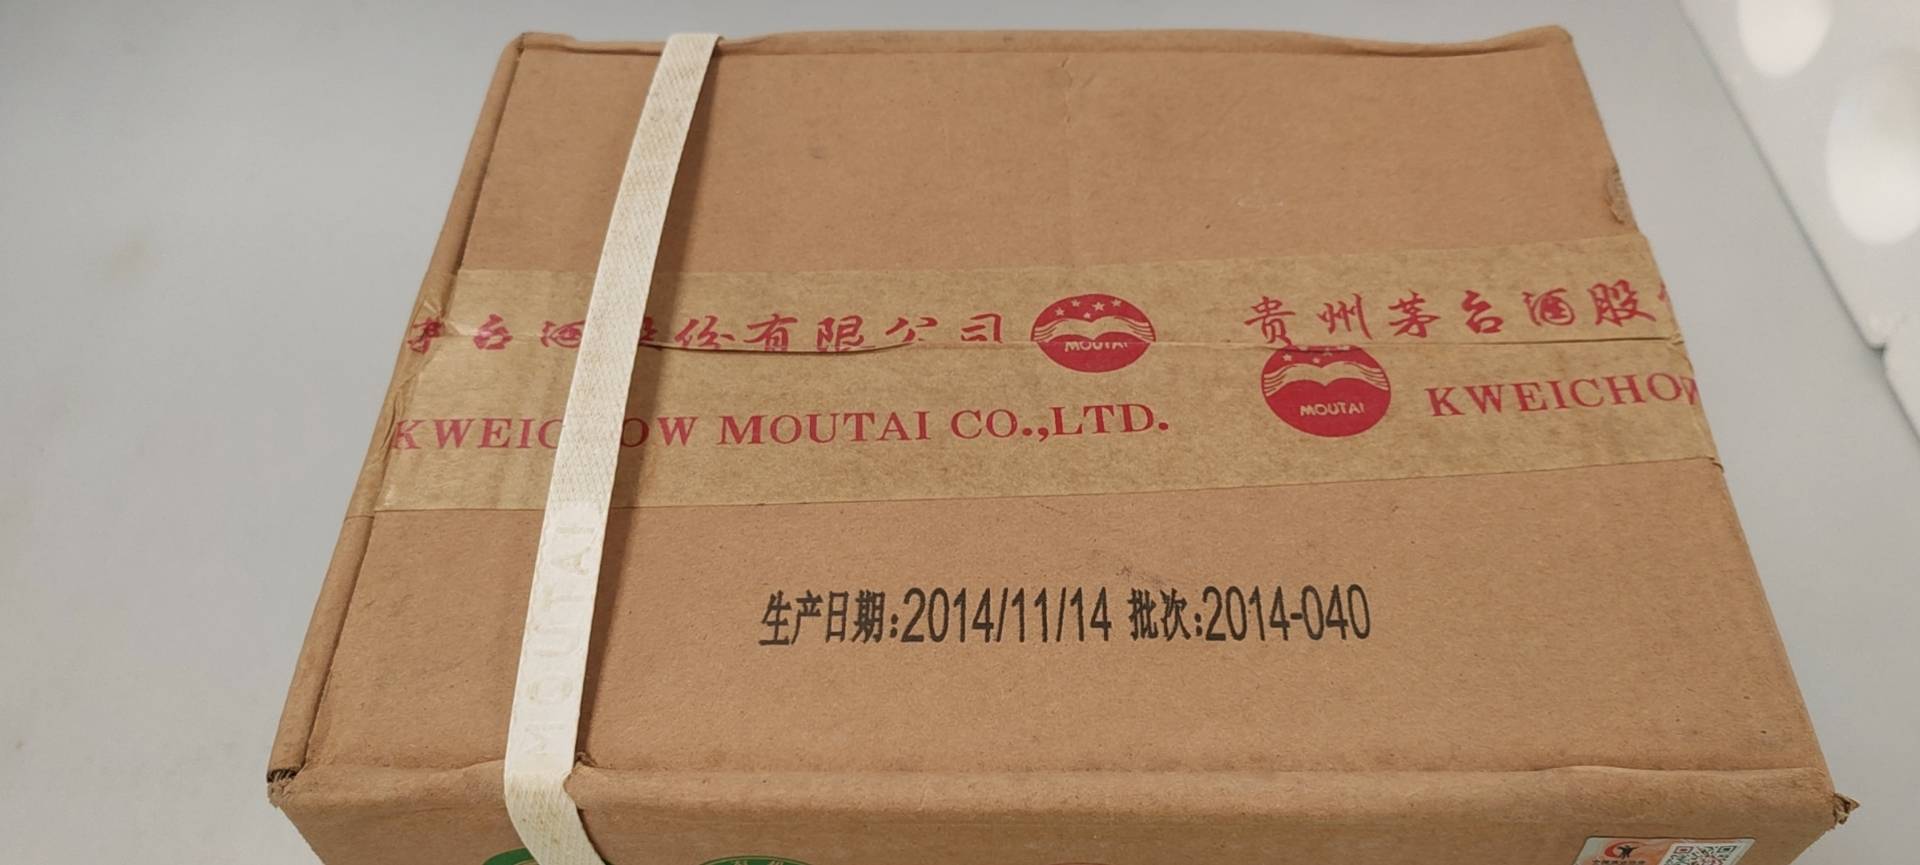 茅台酒股份有限公司 MOUTAI 贵州茅台酒股
KWEICHOW MOUTAI CO.,LTD. MOUTAI KWEICHOW
MOUTAI
生产日期:2014/11/14 批次:2014-040